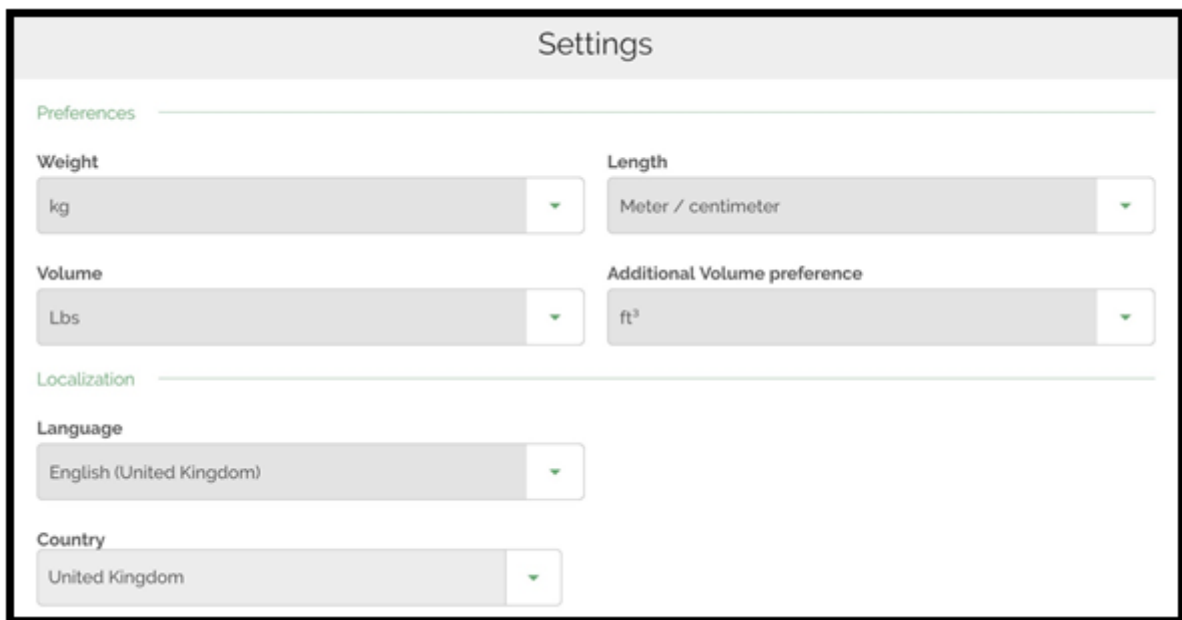 Settings
Preferences
Weight
Length
kg
Meter / centimeter
Volume
Additional Volume preference
Lbs
ft³
Localization
Language
English (United Kingdom)
Country
United Kingdom